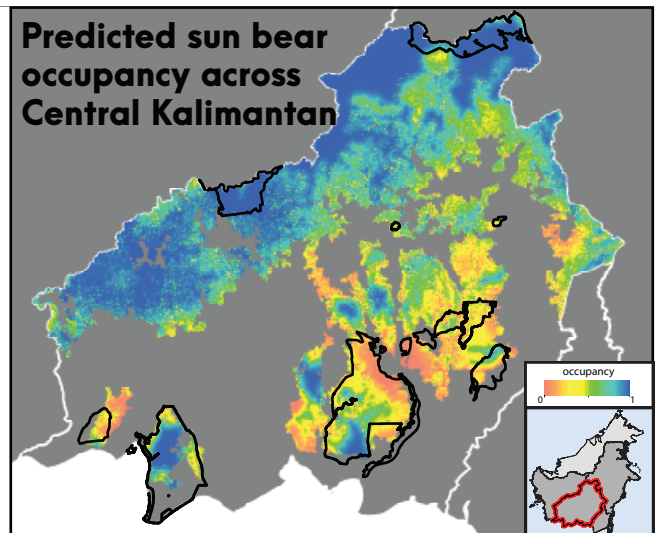 Predicted sun bear
occupancy across
Central Kalimantan
occupancy
0 1